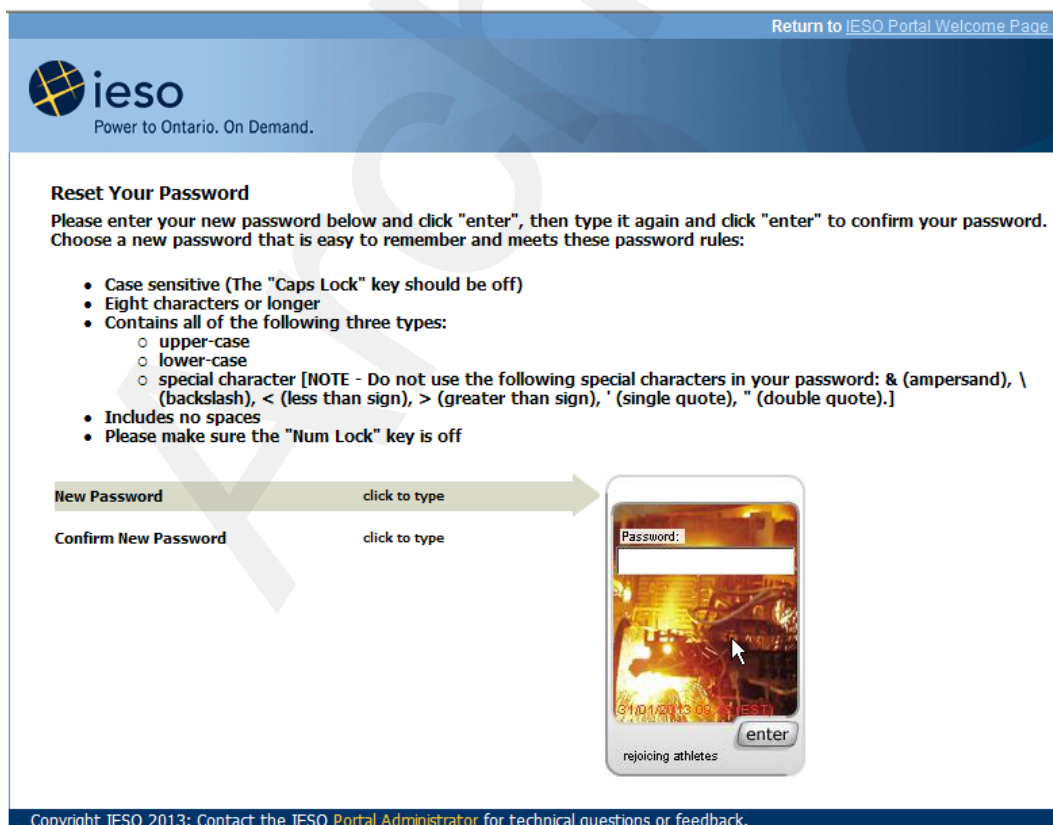 Return to IESO Portal Welcome Page
ieso
Power to Ontario. On Demand.
Reset Your Password
Please enter your new password below and click "enter", then type it again and click "enter" to confirm your password.
Choose a new password that is easy to remember and meets these password rules:
• Case sensitive (The "Caps Lock" key should be off)
• Eight characters or longer
• Contains all of the following three types:
○ upper-case
○ lower-case
○ special character [NOTE - Do not use the following special characters in your password: & (ampersand), \
(backslash), < (less than sign), > (greater than sign), ' (single quote), " (double quote).]
• Includes no spaces
• Please make sure the "Num Lock" key is off
New Password click to type
Confirm New Password click to type
Password:
31/01/2013 (EST)
enter
rejoicing athletes
Copyright IESO 2013: Contact the IESO Portal Administrator for technical questions or feedback.